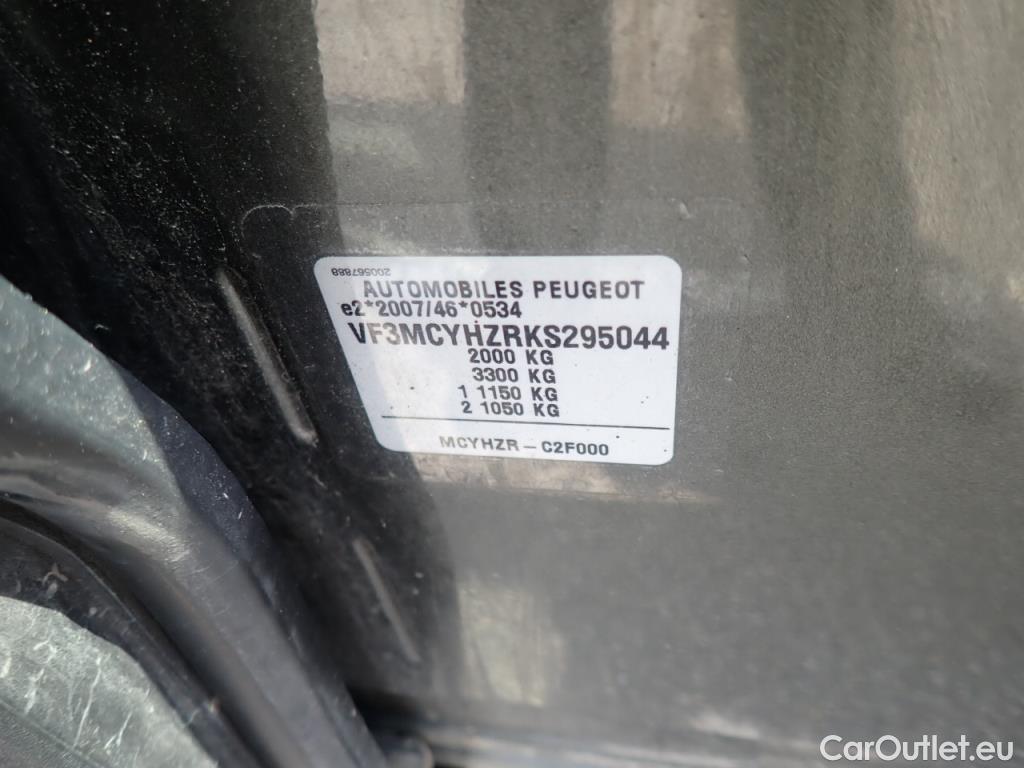 200567888
AUTOMOBILES PEUGEOT
e2*2007/46*0534
VF3MCYHZRKS295044
2000 KG
3300 KG
1 1150 KG
2 1050 KG
MCYHZR – C2F000
CarOutlet.eu